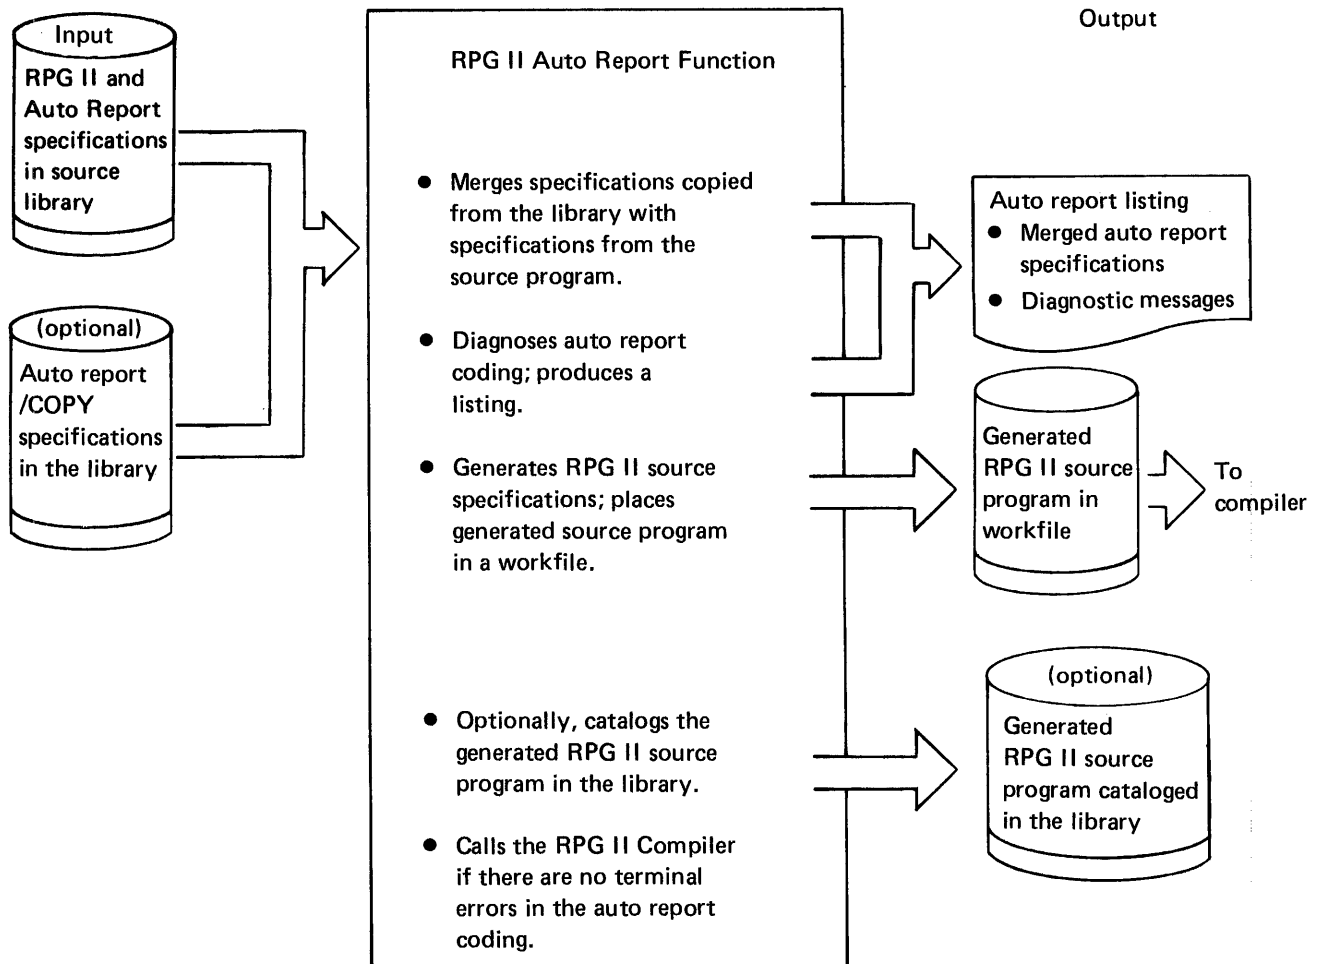 Input
RPG II and
Auto Report
specifications
in source
library
(optional)
Auto report
/COPY
specifications
in the library
RPG II Auto Report Function
● Merges specifications copied
from the library with
specifications from the
source program.
● Diagnoses auto report
coding; produces a
listing.
● Generates RPG II source
specifications; places
generated source program
in a workfile.
● Optionally, catalogs the
generated RPG II source
program in the library.
● Calls the RPG II Compiler
if there are no terminal
errors in the auto report
coding.
Output
Auto report listing
● Merged auto report
specifications
● Diagnostic messages
Generated
RPG II source
program in
workfile
To
compiler
(optional)
Generated
RPG II source
program cataloged
in the library